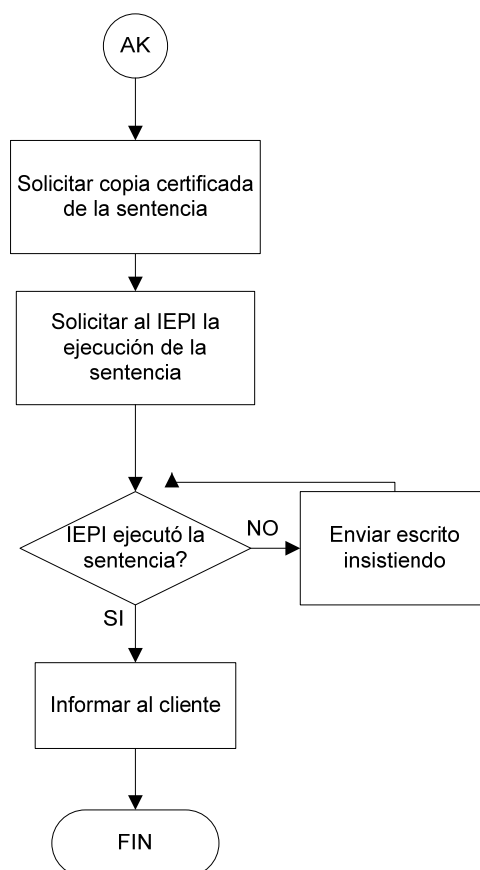 AK
Solicitar copia certificada
de la sentencia
Solicitar al IEPI la
ejecución de la
sentencia
IEPI ejecutó la
sentencia?
NO
Enviar escrito
insistiendo
SI
Informar al cliente
FIN